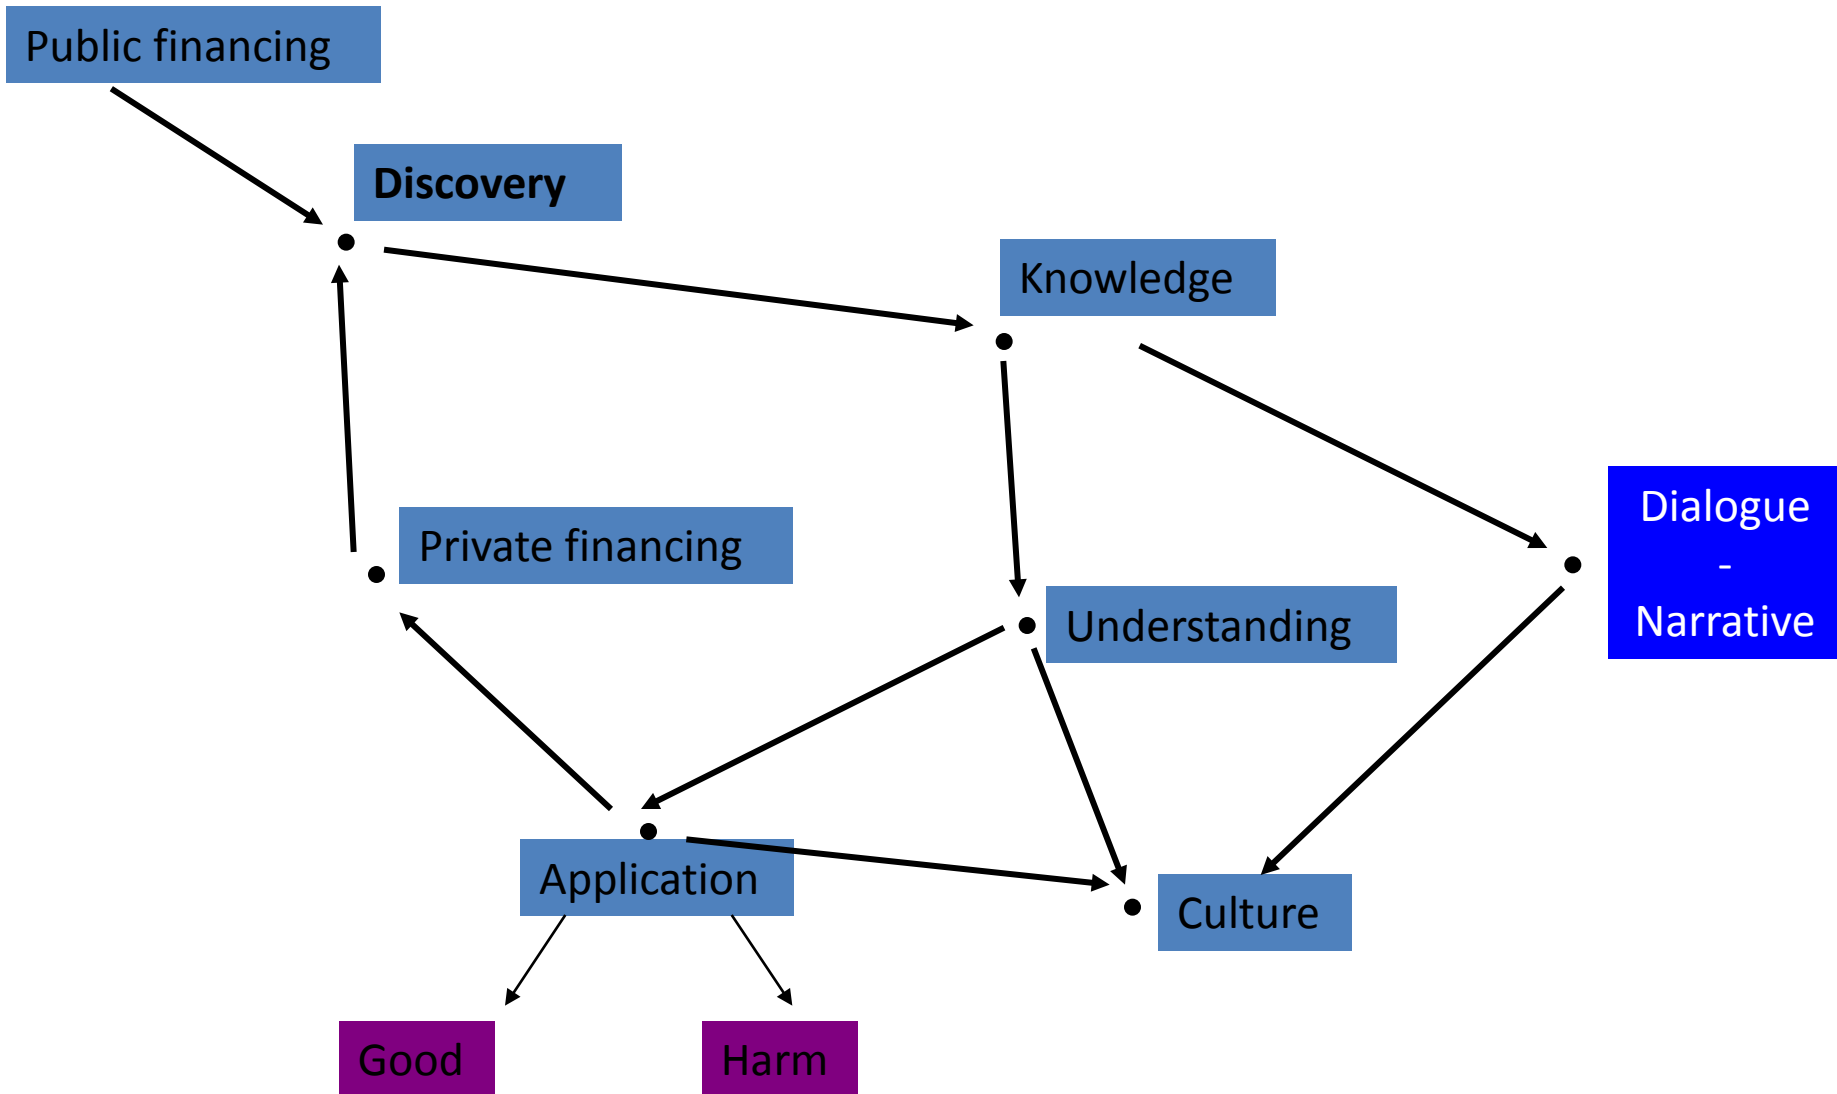 Public financing
Discovery
Knowledge
Dialogue
-
Narrative
Private financing
Understanding
Application
Culture
Good
Harm